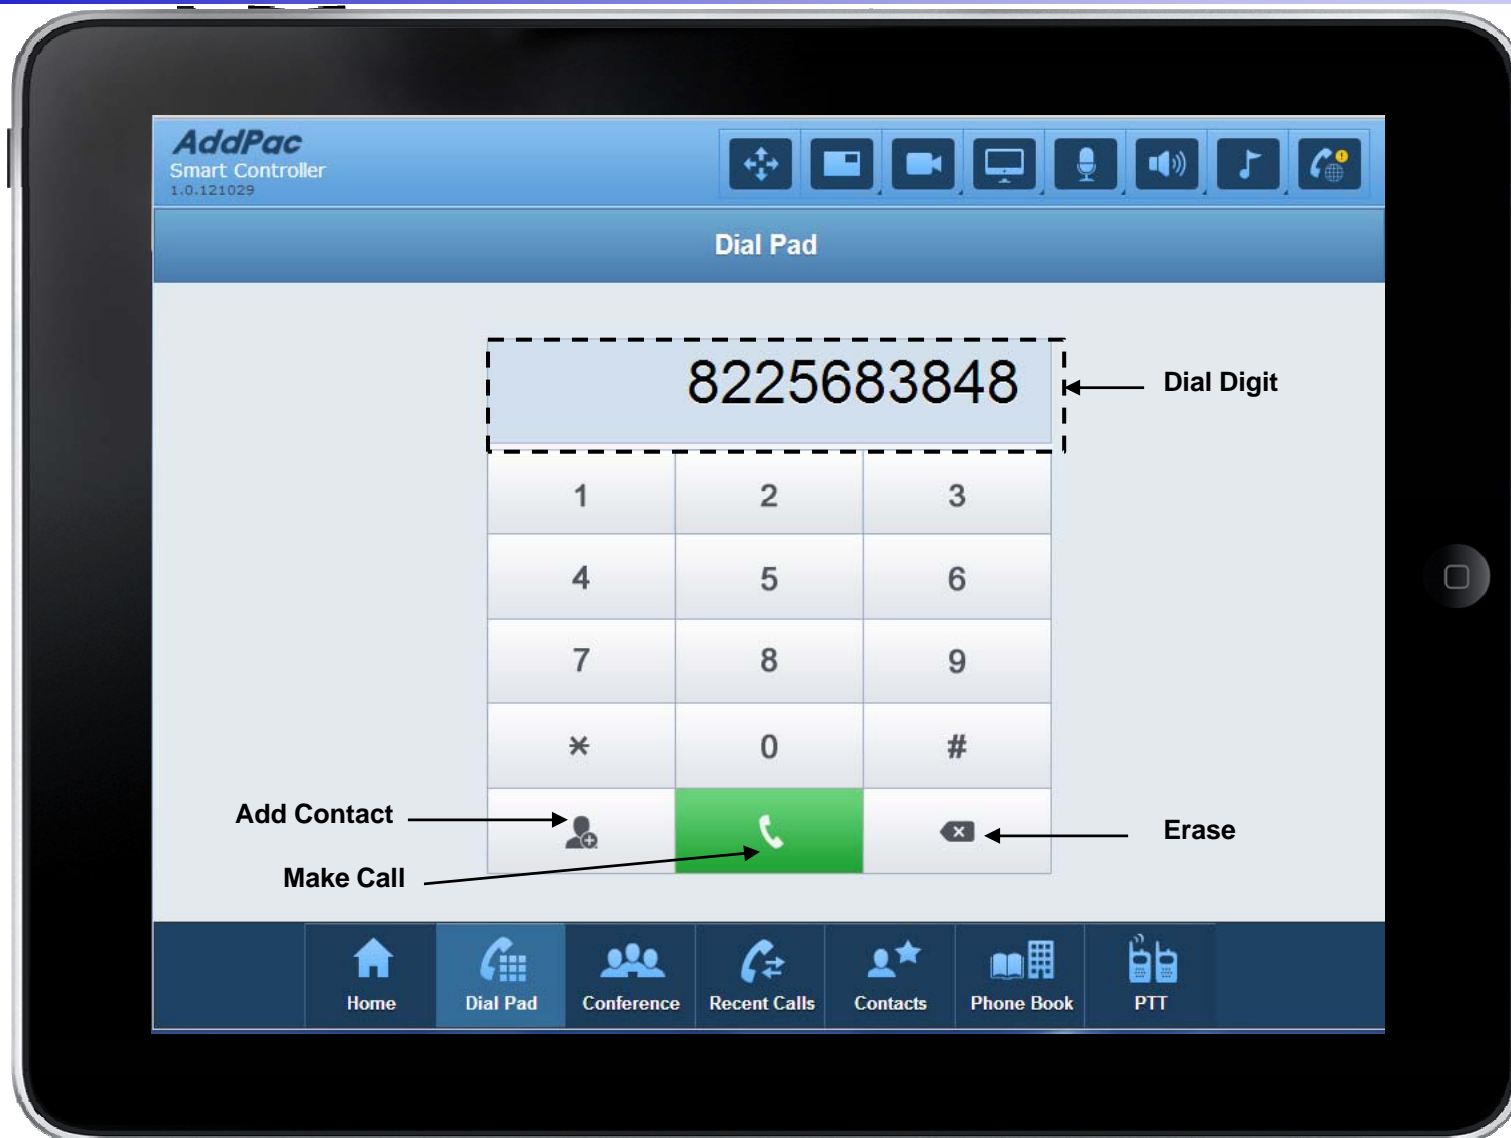 AddPac
Smart Controller
1.0.121029
Dial Pad
8225683848
Dial Digit
1 2 3
4 5 6
7 8 9
* 0 #
Add Contact
Erase
Make Call
Home Dial Pad Conference Recent Calls Contacts Phone Book PTT